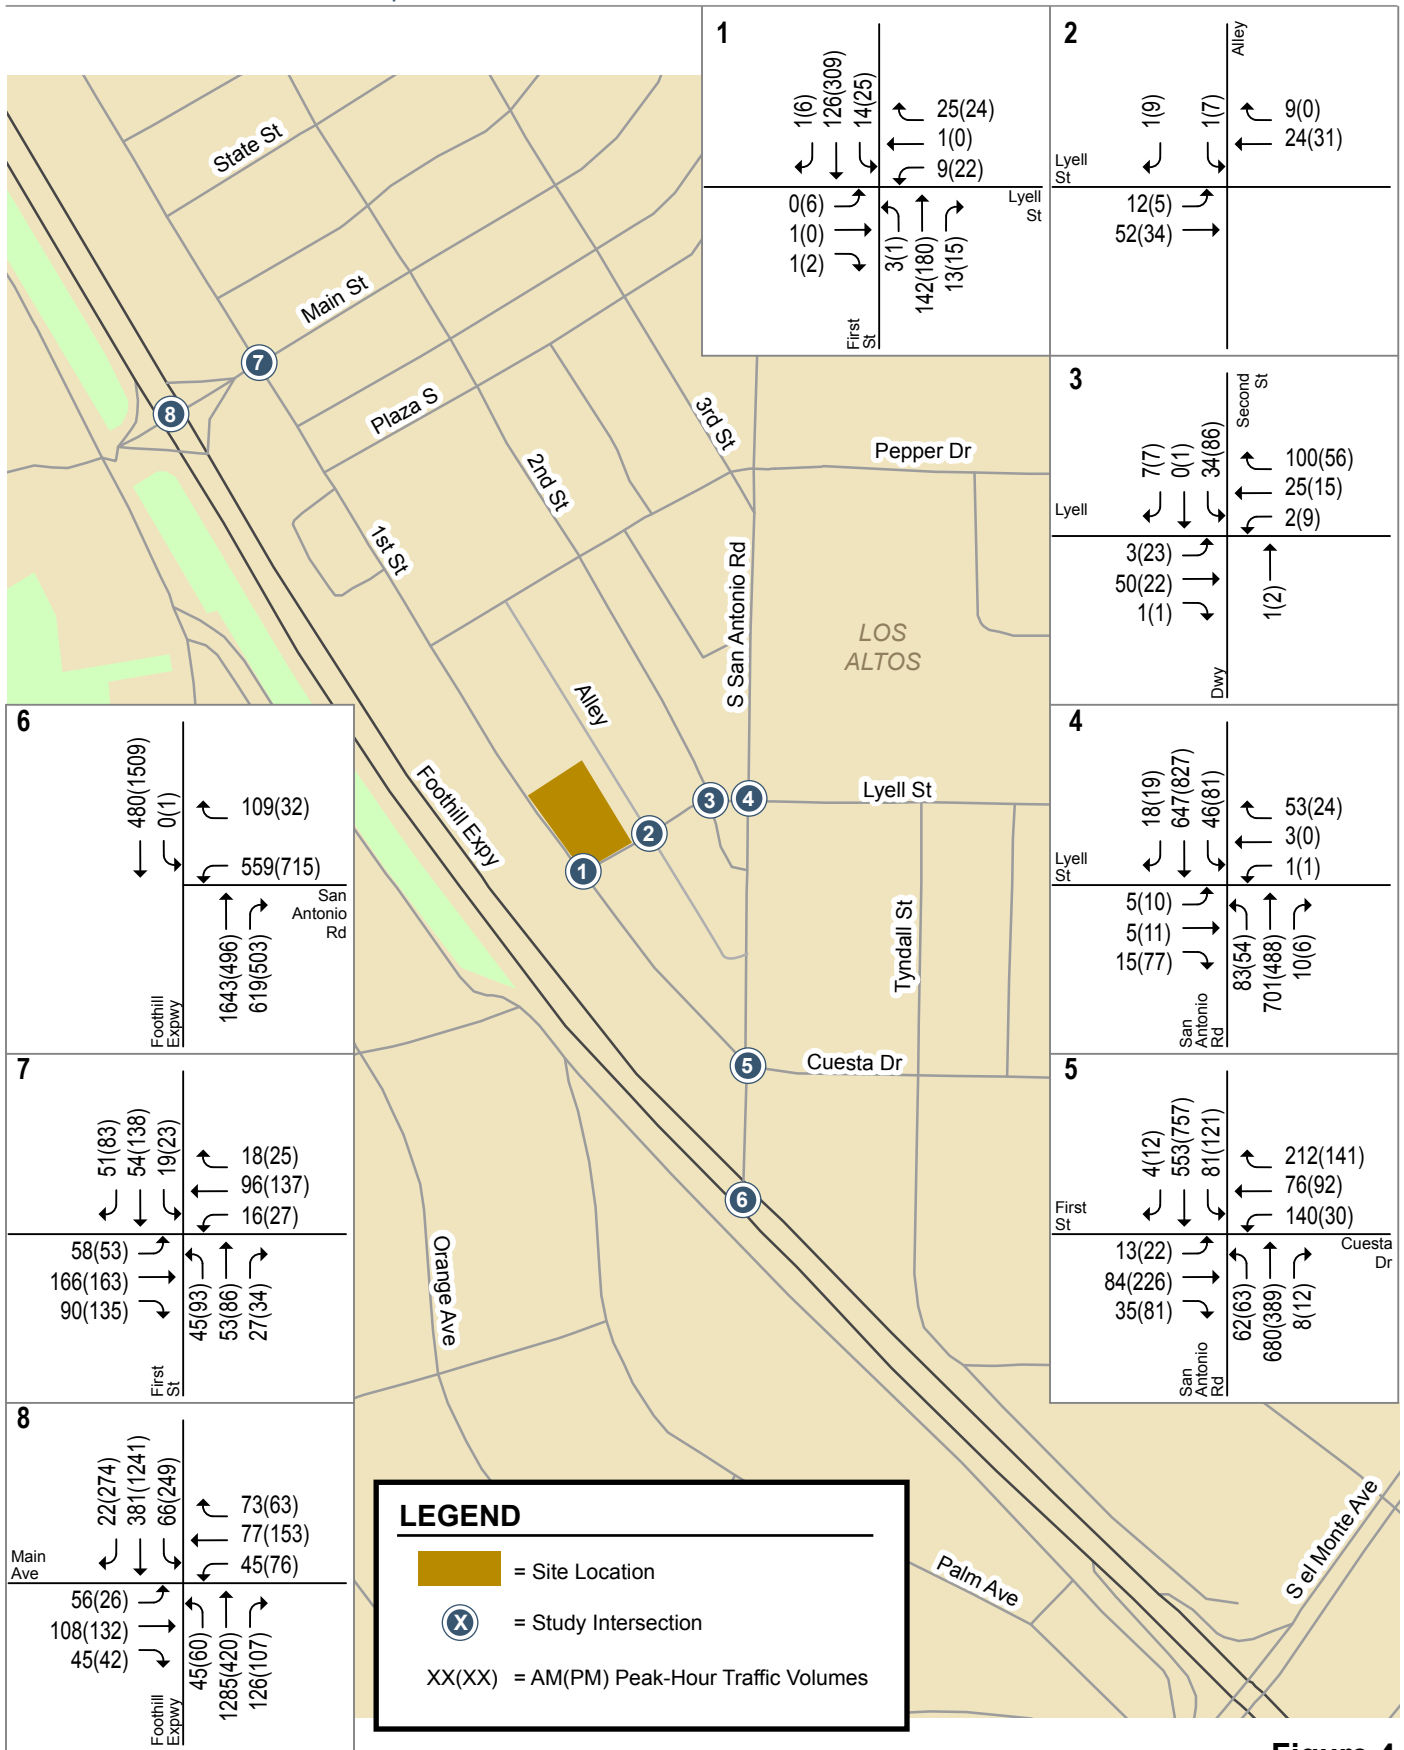 1
1(6)
126(309)
14(25)
25(24)
1(0)
9(22)
Lyell
St
0(6)
1(0)
1(2)
3(1)
142(180)
13(15)
First
St
2
Alley
1(9)
1(7)
9(0)
24(31)
Lyell
St
12(5)
52(34)
3
Second
St
7(7)
0(1)
34(86)
100(56)
25(15)
2(9)
Lyell
3(23)
50(22)
1(1)
1(2)
Dwy
4
18(19)
647(827)
46(81)
53(24)
3(0)
1(1)
Lyell
St
5(10)
5(11)
15(77)
83(54)
701(488)
10(6)
San
Antonio
Rd
5
4(12)
553(757)
81(121)
212(141)
76(92)
140(30)
First
St
Cuesta
Dr
13(22)
84(226)
35(81)
62(63)
680(389)
8(12)
San
Antonio
Rd
6
480(1509)
0(1)
109(32)
559(715)
San
Antonio
Rd
1643(496)
619(503)
Foothill
Expwy
7
51(83)
54(138)
19(23)
18(25)
96(137)
16(27)
58(53)
166(163)
90(135)
45(93)
53(86)
27(34)
First
St
8
22(274)
381(1241)
66(249)
73(63)
77(153)
45(76)
Main
Ave
56(26)
108(132)
45(42)
45(60)
1285(420)
126(107)
Foothill
Expwy
State St
Main St
Plaza S
3rd St
2nd St
1st St
Pepper Dr
S San Antonio Rd
LOS
ALTOS
Alley
Foothill Expy
Lyell St
Tyndall St
Cuesta Dr
Orange Ave
Palm Ave
S el Monte Ave
7
8
3
4
2
1
5
6
LEGEND
= Site Location
X = Study Intersection
XX(XX) = AM(PM) Peak-Hour Traffic Volumes
Figure 4